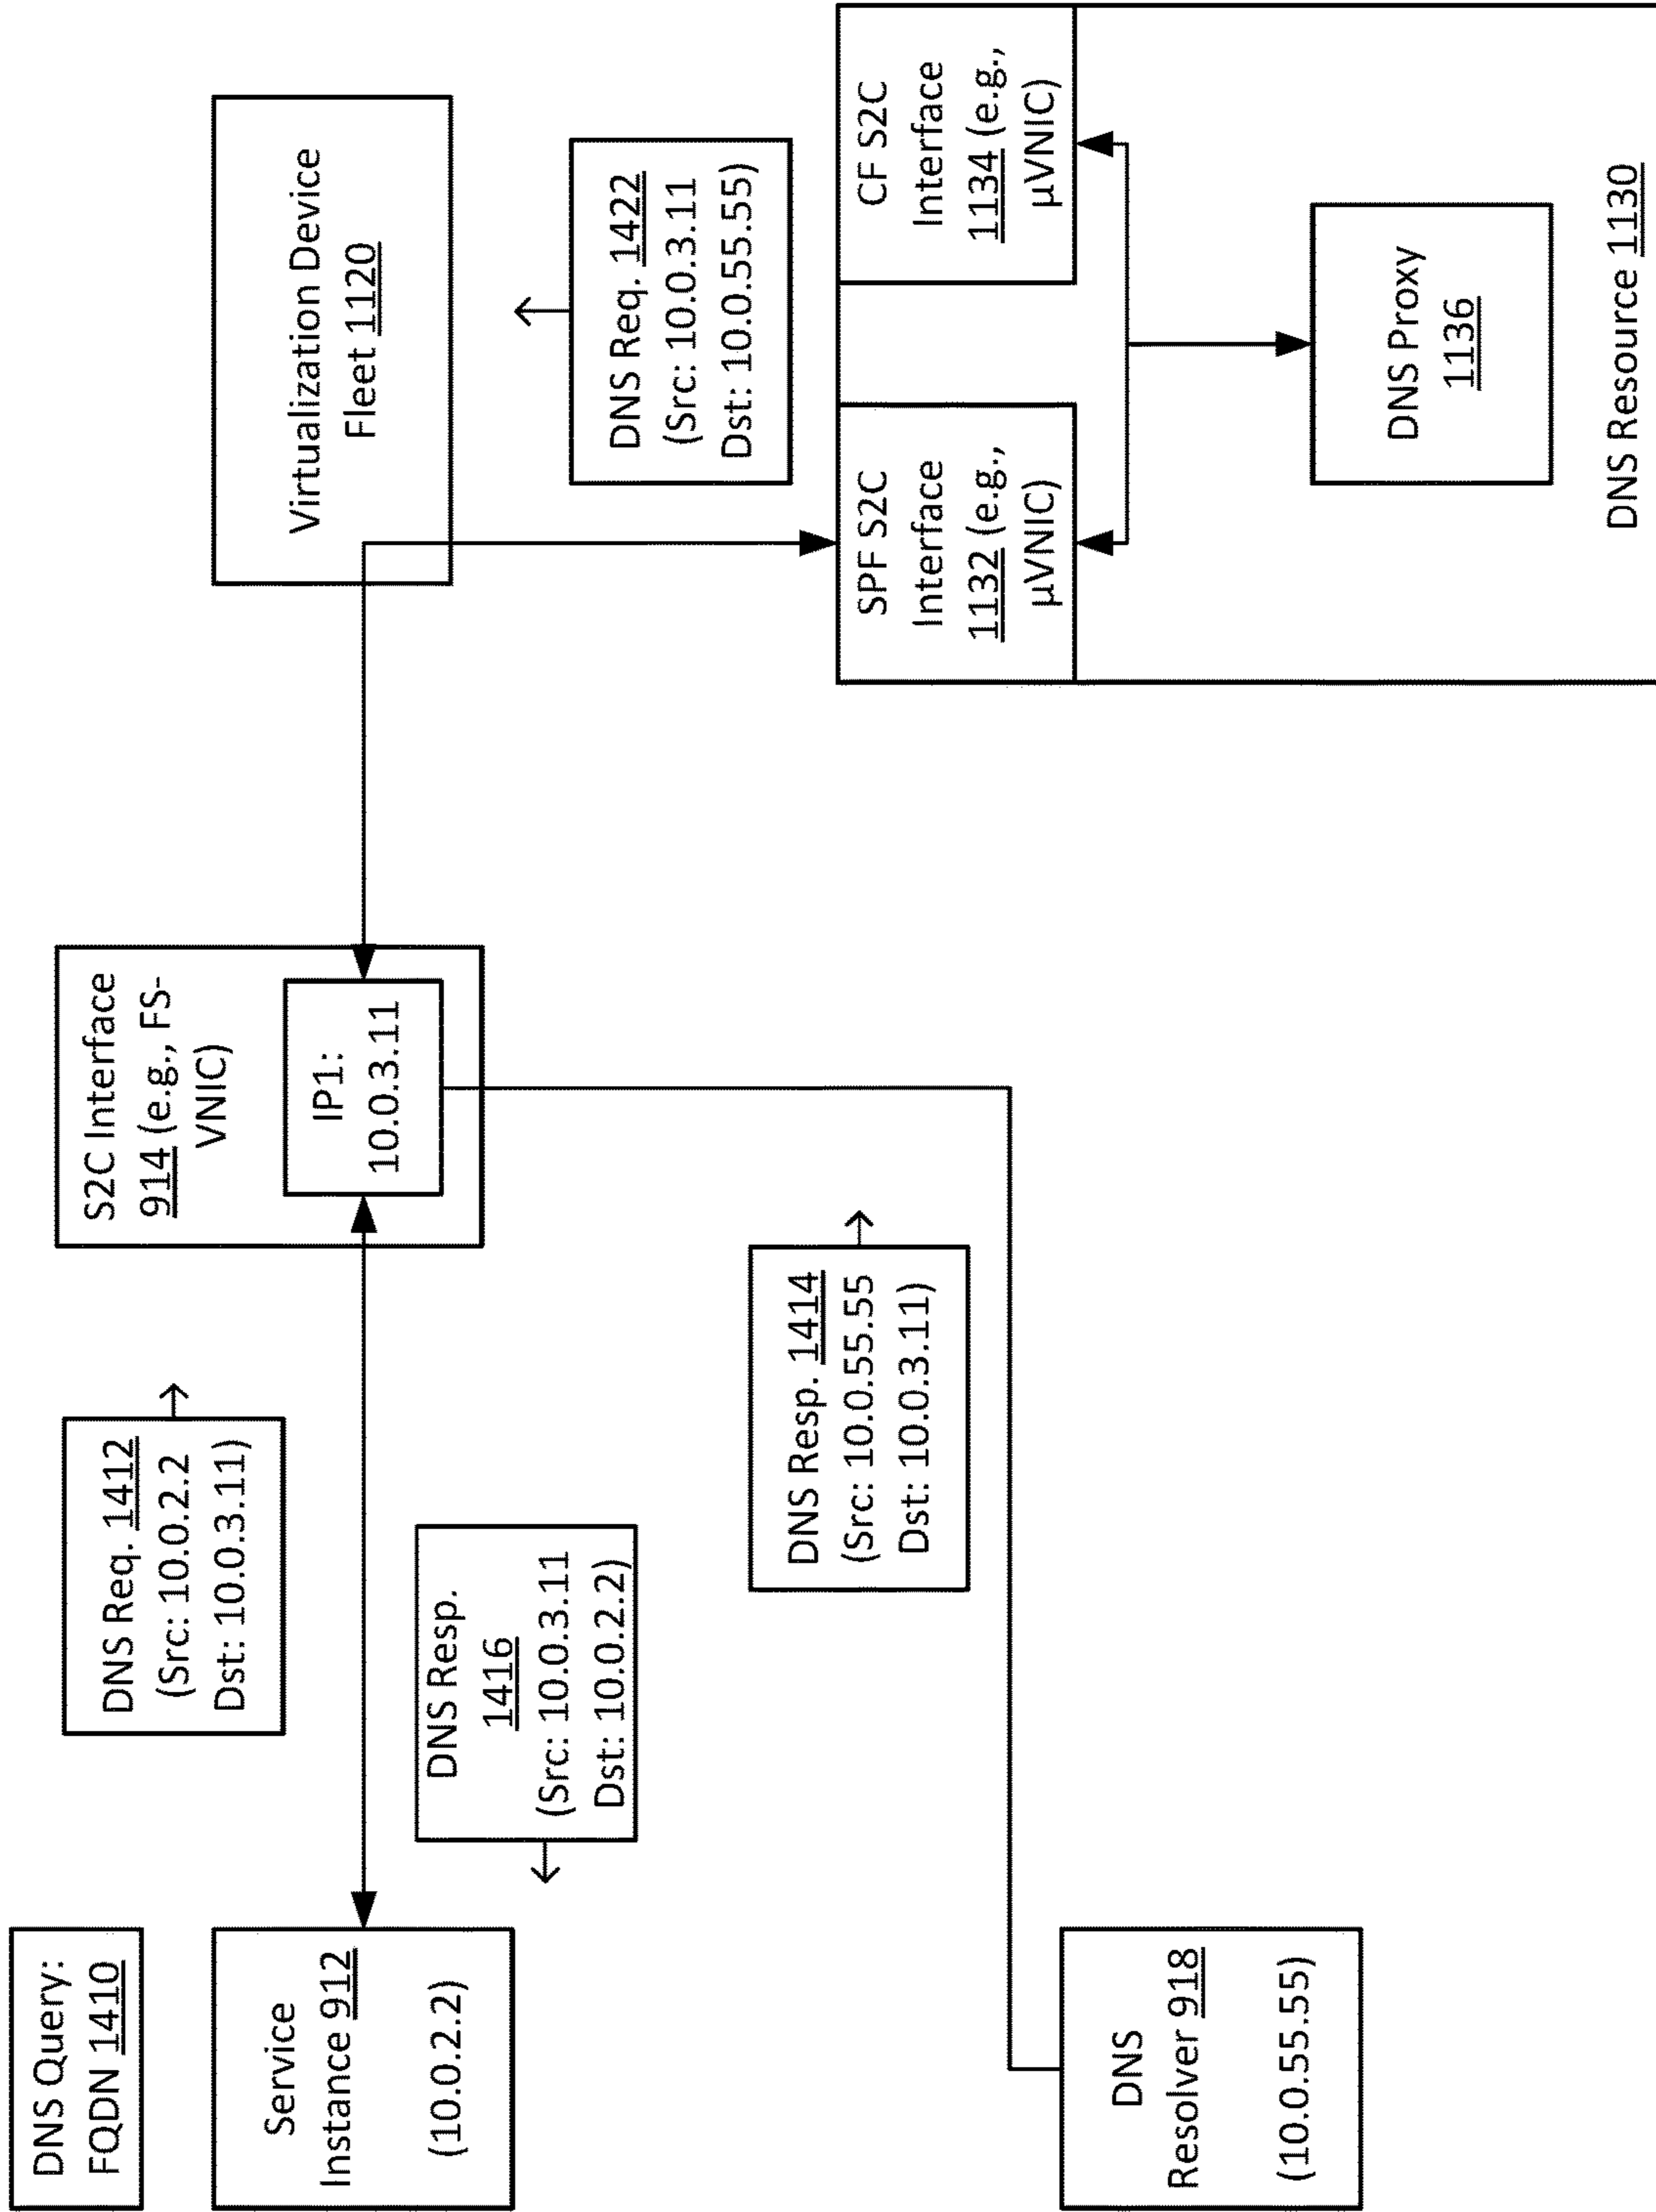 DNS Query:
FQDN 1410
Service
Instance 912
(10.0.2.2)
DNS Req. 1412
(Src: 10.0.2.2
Dst: 10.0.3.11)
DNS Resp.
1416
(Src: 10.0.3.11
Dst: 10.0.2.2)
S2C Interface
914 (e.g., FS-
VNIC)
IP1:
10.0.3.11
Virtualization Device
Fleet 1120
DNS Req. 1422
(Src: 10.0.3.11
Dst: 10.0.55.55)
DNS Resp. 1414
(Src: 10.0.55.55
Dst: 10.0.3.11)
DNS
Resolver 918
(10.0.55.55)
SPF S2C
Interface
1132 (e.g.,
µVNIC)
CF S2C
Interface
1134 (e.g.,
µVNIC)
DNS Proxy
1136
DNS Resource 1130